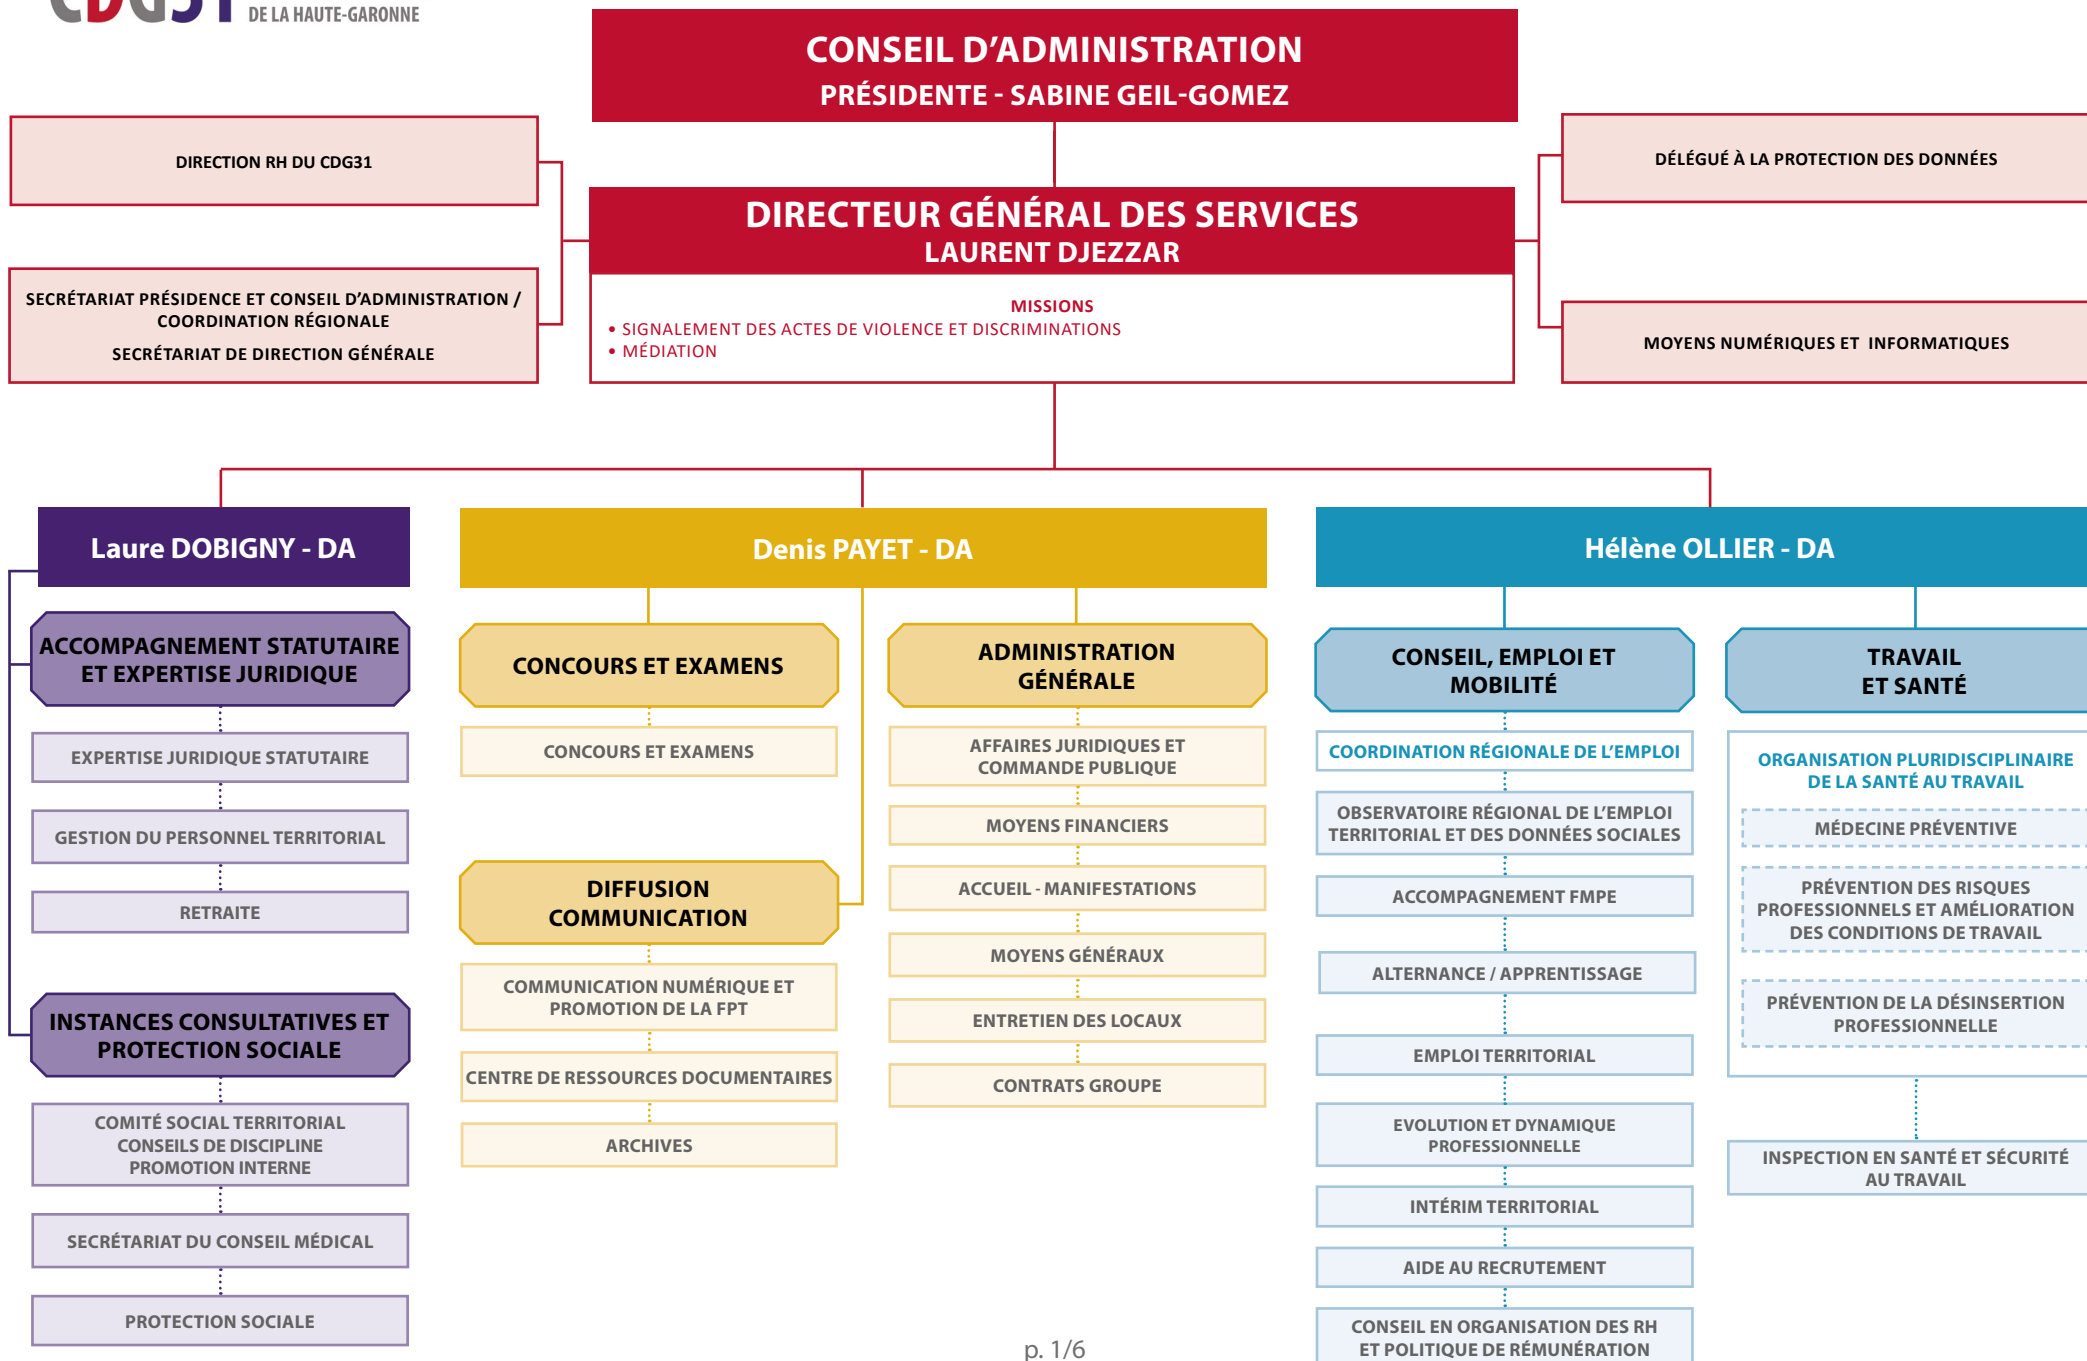 CDG31
DE LA HAUTE-GARONNE
CONSEIL D'ADMINISTRATION
PRÉSIDENTE - SABINE GEIL-GOMEZ
DIRECTION RH DU CDG31
DÉLÉGUÉ À LA PROTECTION DES DONNÉES
DIRECTEUR GÉNÉRAL DES SERVICES
LAURENT DJEZZAR
SECRÉTARIAT PRÉSIDENCE ET CONSEIL D'ADMINISTRATION /
COORDINATION RÉGIONALE
SECRÉTARIAT DE DIRECTION GÉNÉRALE
MISSIONS
• SIGNALEMENT DES ACTES DE VIOLENCE ET DISCRIMINATIONS
• MÉDIATION
MOYENS NUMÉRIQUES ET INFORMATIQUES
Laure DOBIGNY - DA
ACCOMPAGNEMENT STATUTAIRE
ET EXPERTISE JURIDIQUE
EXPERTISE JURIDIQUE STATUTAIRE
GESTION DU PERSONNEL TERRITORIAL
RETRAITE
INSTANCES CONSULTATIVES ET
PROTECTION SOCIALE
COMITÉ SOCIAL TERRITORIAL
CONSEILS DE DISCIPLINE
PROMOTION INTERNE
SECRÉTARIAT DU CONSEIL MÉDICAL
PROTECTION SOCIALE
Denis PAYET - DA
CONCOURS ET EXAMENS
CONCOURS ET EXAMENS
DIFFUSION
COMMUNICATION
COMMUNICATION NUMÉRIQUE ET
PROMOTION DE LA FPT
CENTRE DE RESSOURCES DOCUMENTAIRES
ARCHIVES
ADMINISTRATION
GÉNÉRALE
AFFAIRES JURIDIQUES ET
COMMANDE PUBLIQUE
MOYENS FINANCIERS
ACCUEIL - MANIFESTATIONS
MOYENS GÉNÉRAUX
ENTRETIEN DES LOCAUX
CONTRATS GROUPE
Hélène OLLIER - DA
CONSEIL, EMPLOI ET
MOBILITÉ
COORDINATION RÉGIONALE DE L'EMPLOI
OBSERVATOIRE RÉGIONAL DE L'EMPLOI
TERRITORIAL ET DES DONNÉES SOCIALES
ACCOMPAGNEMENT FMPE
ALTERNANCE / APPRENTISSAGE
EMPLOI TERRITORIAL
EVOLUTION ET DYNAMIQUE
PROFESSIONNELLE
INTÉRIM TERRITORIAL
AIDE AU RECRUTEMENT
CONSEIL EN ORGANISATION DES RH
ET POLITIQUE DE RÉMUNÉRATION
TRAVAIL
ET SANTÉ
ORGANISATION PLURIDISCIPLINAIRE
DE LA SANTÉ AU TRAVAIL
MÉDECINE PRÉVENTIVE
PRÉVENTION DES RISQUES
PROFESSIONNELS ET AMÉLIORATION
DES CONDITIONS DE TRAVAIL
PRÉVENTION DE LA DÉSINSERTION
PROFESSIONNELLE
INSPECTION EN SANTÉ ET SÉCURITÉ
AU TRAVAIL
p. 1/6